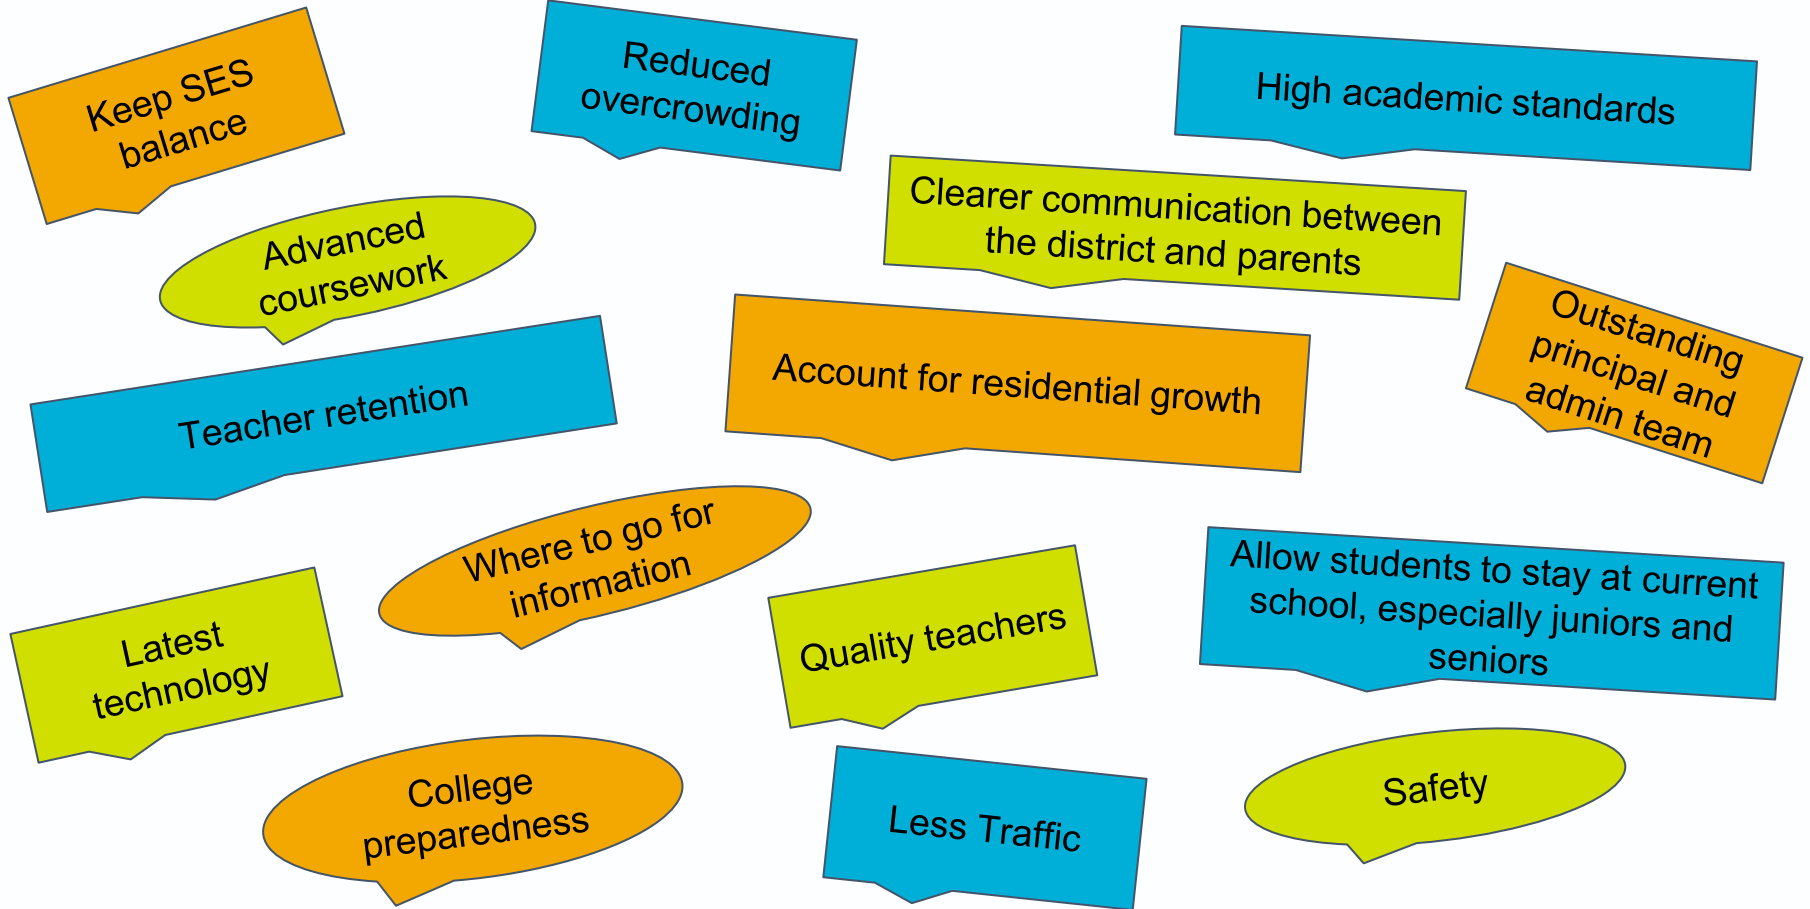 Keep SES
balance
Reduced
overcrowding
High academic standards
Clearer communication between
the district and parents
Advanced
coursework
Outstanding
principal and
admin team
Teacher retention
Account for residential growth
Where to go for
information
Allow students to stay at current
school, especially juniors and
seniors
Latest
technology
Quality teachers
College
preparedness
Less Traffic
Safety